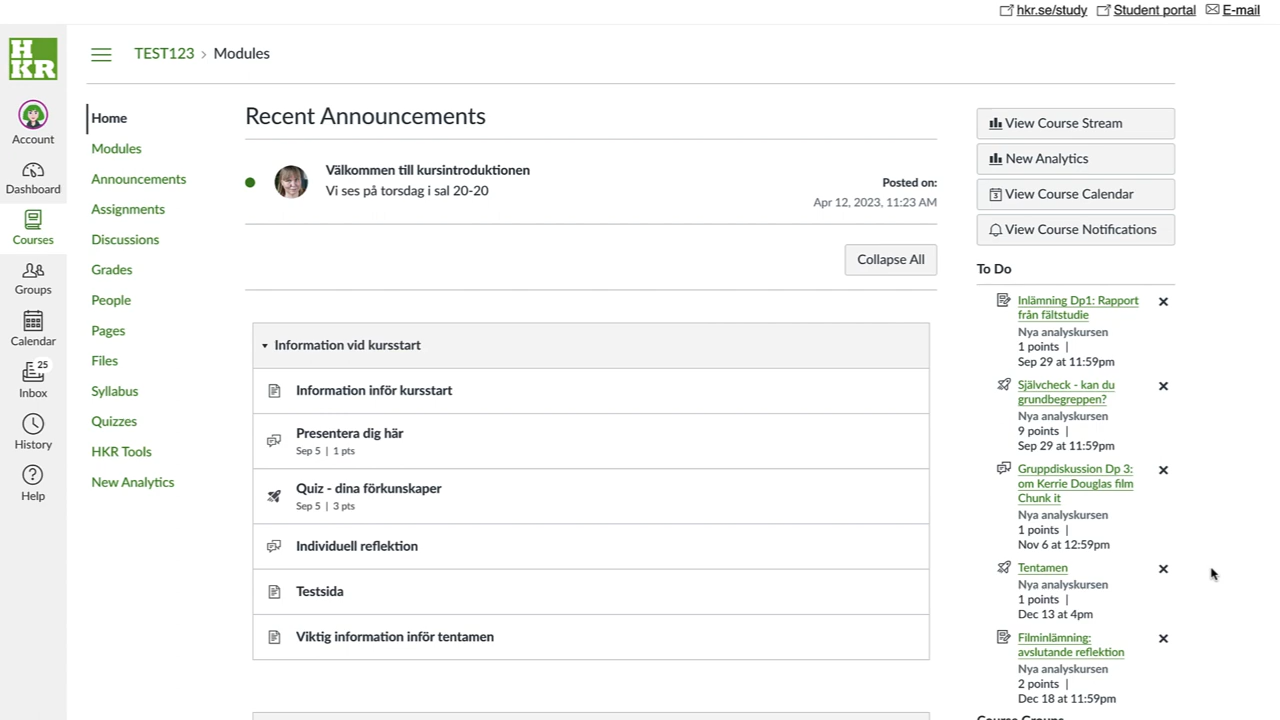 hkr.se/study Student portal E-mail
HKR
TEST123 › Modules
Account
Dashboard
Courses
Groups
Calendar
25
Inbox
History
Help
Home
Modules
Announcements
Assignments
Discussions
Grades
People
Pages
Files
Syllabus
Quizzes
HKR Tools
New Analytics
Recent Announcements
Välkommen till kursintroduktionen
Vi ses på torsdag i sal 20-20
Posted on:
Apr 12, 2023, 11:23 AM
Collapse All
Information vid kursstart
Information inför kursstart
Presentera dig här
Sep 5 | 1 pts
Quiz - dina förkunskaper
Sep 5 | 3 pts
Individuell reflektion
Testsida
Viktig information inför tentamen
View Course Stream
New Analytics
View Course Calendar
View Course Notifications
To Do
Inlämning Dp1: Rapport
från fältstudie
Nya analyskursen
1 points |
Sep 29 at 11:59pm
Självcheck - kan du
grundbegreppen?
Nya analyskursen
9 points |
Sep 29 at 11:59pm
Gruppdiskussion Dp 3:
om Kerrie Douglas film
Chunk it
Nya analyskursen
1 points |
Nov 6 at 12:59pm
Tentamen
Nya analyskursen
1 points |
Dec 13 at 4pm
Filminlämning:
avslutande reflektion
Nya analyskursen
2 points |
Dec 18 at 11:59pm
Course Groups